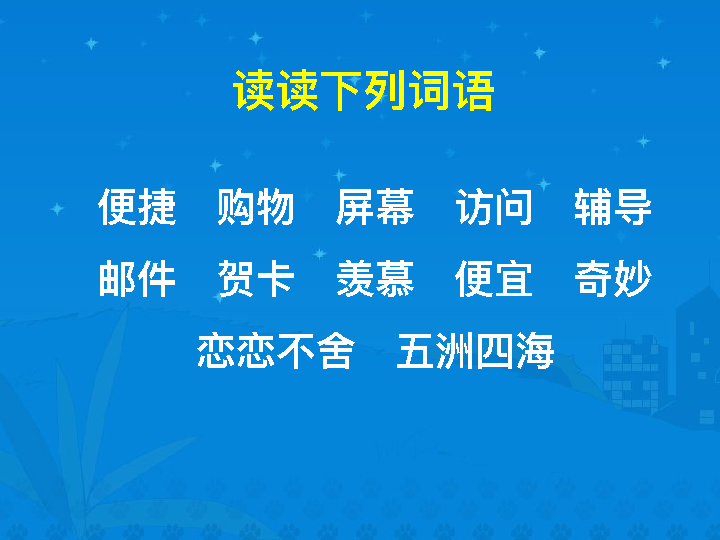 读读下列词语
便捷 购物 屏幕 访问 辅导
邮件 贺卡 羡慕 便宜 奇妙
恋恋不舍 五洲四海